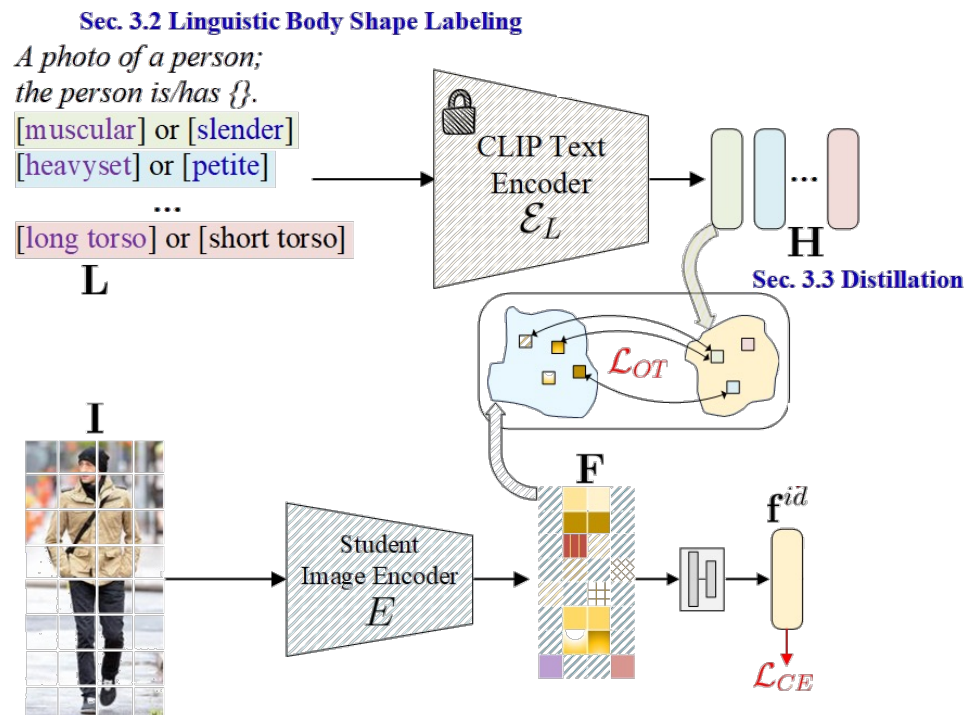 Sec. 3.2 Linguistic Body Shape Labeling
A photo of a person;
the person is/has {}.
[muscular] or [slender]
[heavyset] or [petite]
...
[long torso] or [short torso]
L
CLIP Text
Encoder
ℰ_L
...
H
Sec. 3.3 Distillation
ℒ_OT
I
Student
Image Encoder
E
F
f^id
ℒ_CE